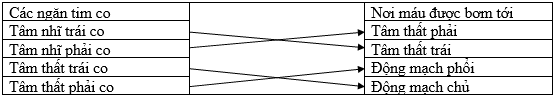 Các ngăn tim co Nơi máu được bơm tới
Tâm nhĩ trái co Tâm thất phải
Tâm nhĩ phải co Tâm thất trái
Tâm thất trái co Động mạch phổi
Tâm thất phải co Động mạch chủ